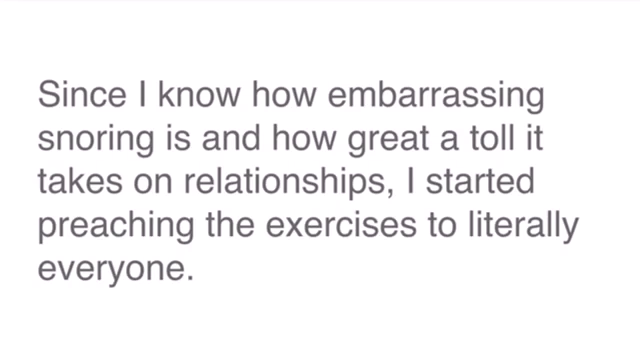 Since I know how embarrassing
snoring is and how great a toll it
takes on relationships, I started
preaching the exercises to literally
everyone.